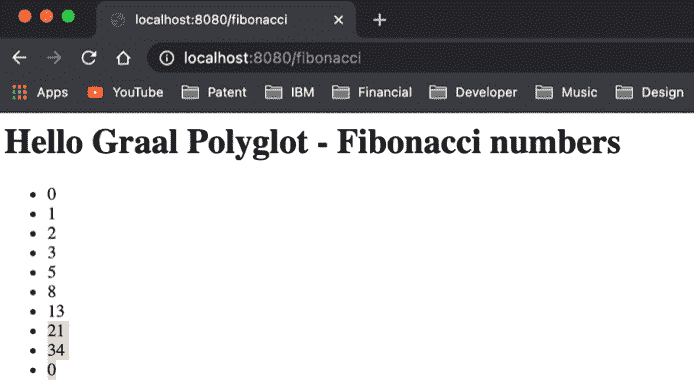 localhost:8080/fibonacci
localhost:8080/fibonacci
Apps YouTube Patent IBM Financial Developer Music Design
Hello Graal Polyglot - Fibonacci numbers
0
1
2
3
5
8
13
21
34
0